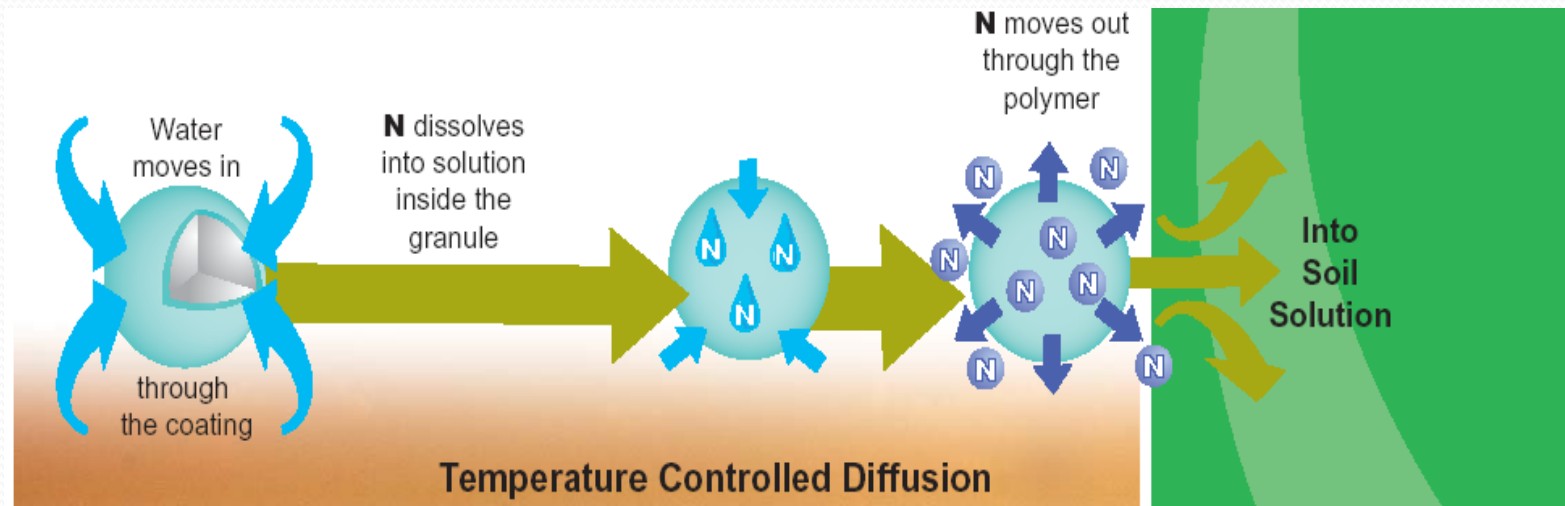 Water
moves in
through
the coating
N dissolves
into solution
inside the
granule
N
N
N
N moves out
through the
polymer
N
N
N
N
N
N
N
N
Into
Soil
Solution
Temperature Controlled Diffusion